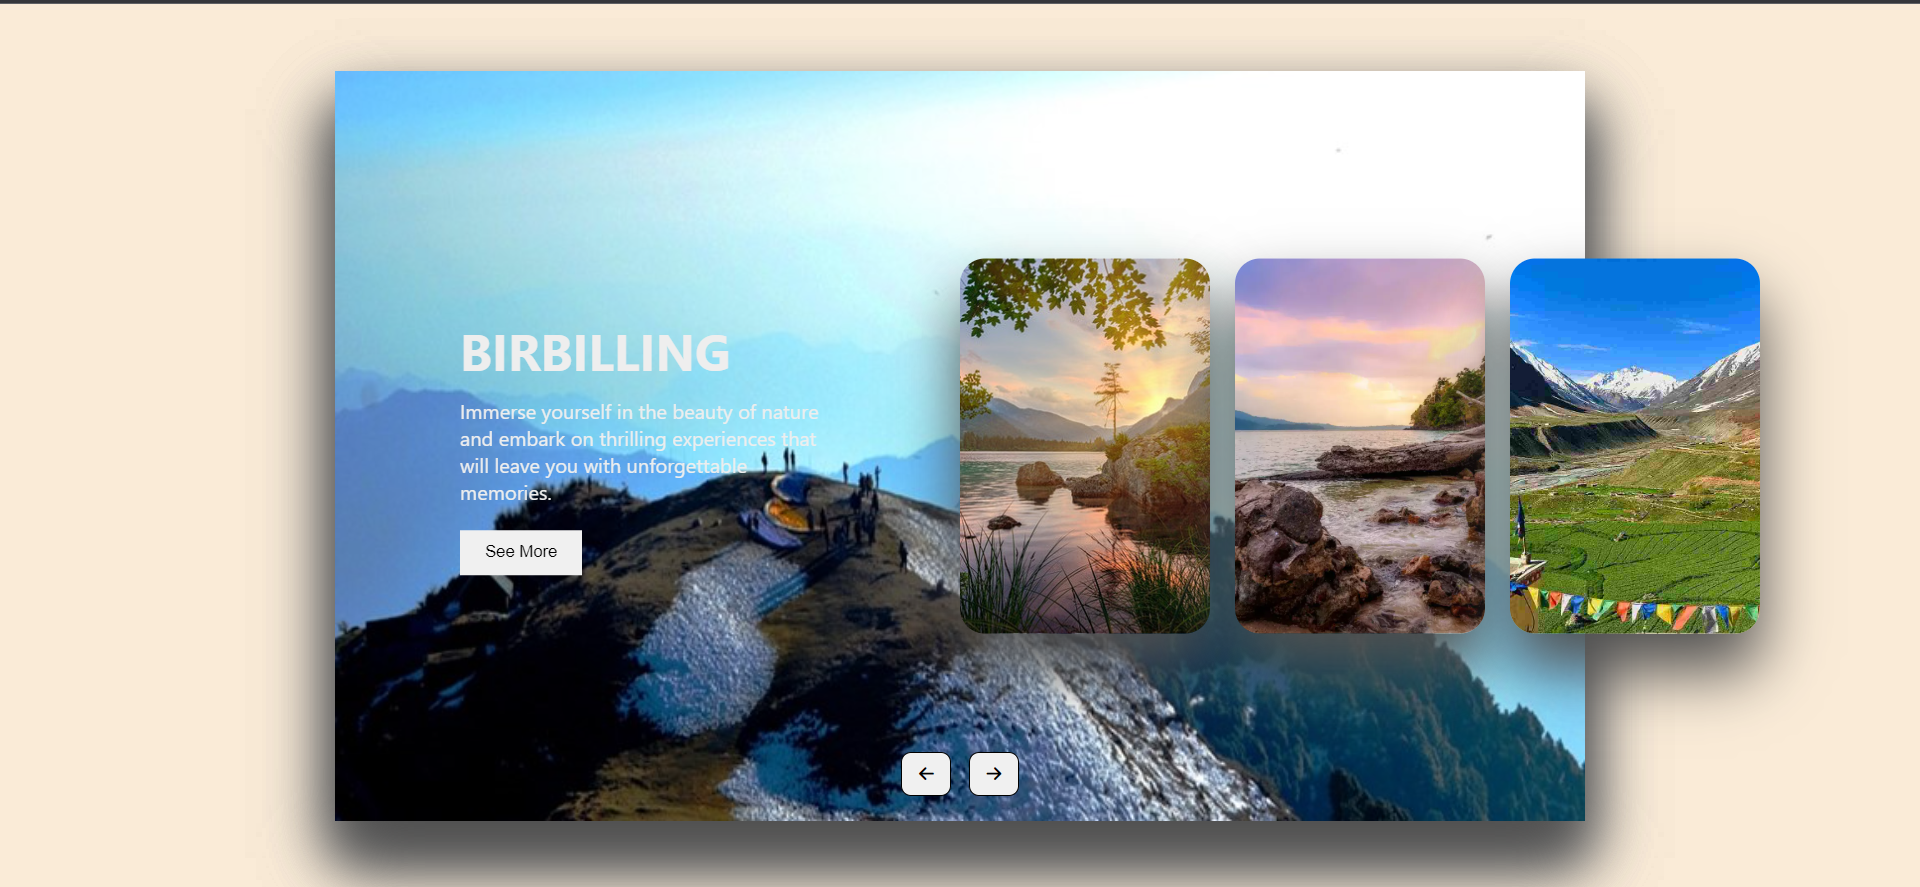 BIRBILLING
Immerse yourself in the beauty of nature
and embark on thrilling experiences that
will leave you with unforgettable
memories.
See More